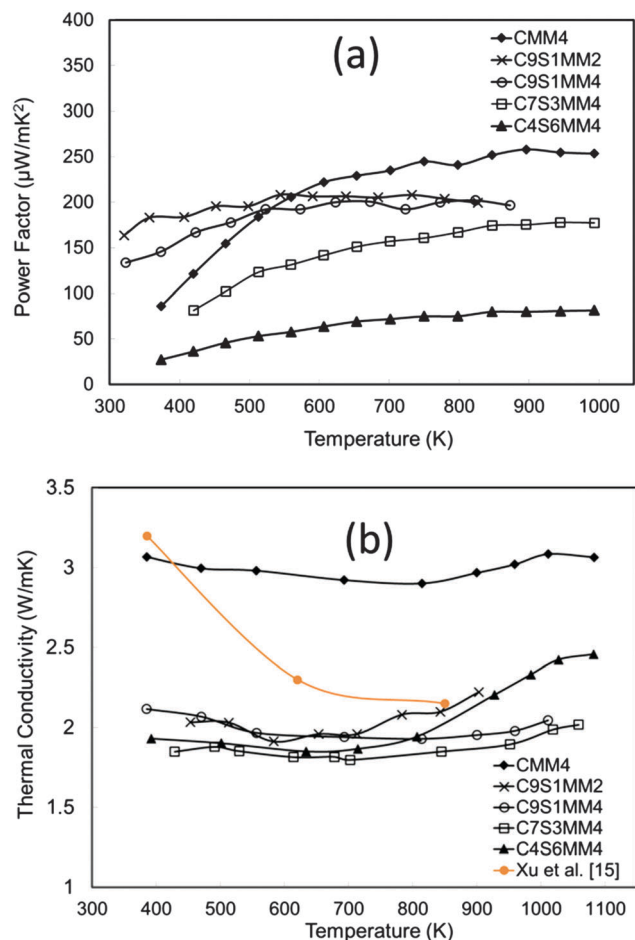 (a)
CMM4
C9S1MM2
C9S1MM4
C7S3MM4
C4S6MM4
Power Factor (µW/mK²)
400
350
300
250
200
150
100
50
0
300 400 500 600 700 800 900 1000
Temperature (K)
(b)
Thermal Conductivity (W/mK)
3.5
3
2.5
2
1.5
1
CMM4
C9S1MM2
C9S1MM4
C7S3MM4
C4S6MM4
Xu et al. [15]
300 400 500 600 700 800 900 1000 1100
Temperature (K)